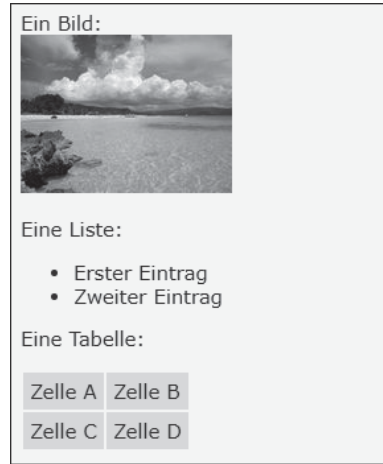 Ein Bild:
Eine Liste:
• Erster Eintrag
• Zweiter Eintrag
Eine Tabelle:
Zelle A Zelle B
Zelle C Zelle D